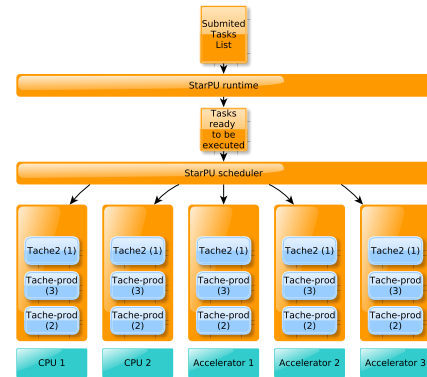 Submited
Tasks
List
StarPU runtime
Tasks
ready
to be
executed
StarPU scheduler
Tache2 (1)
Tache2 (1)
Tache2 (1)
Tache2 (1)
Tache2 (1)
Tache-prod
(3)
Tache-prod
(3)
Tache-prod
(3)
Tache-prod
(3)
Tache-prod
(3)
Tache-prod
(2)
Tache-prod
(2)
Tache-prod
(2)
Tache-prod
(2)
Tache-prod
(2)
CPU 1
CPU 2
Accelerator 1
Accelerator 2
Accelerator 3